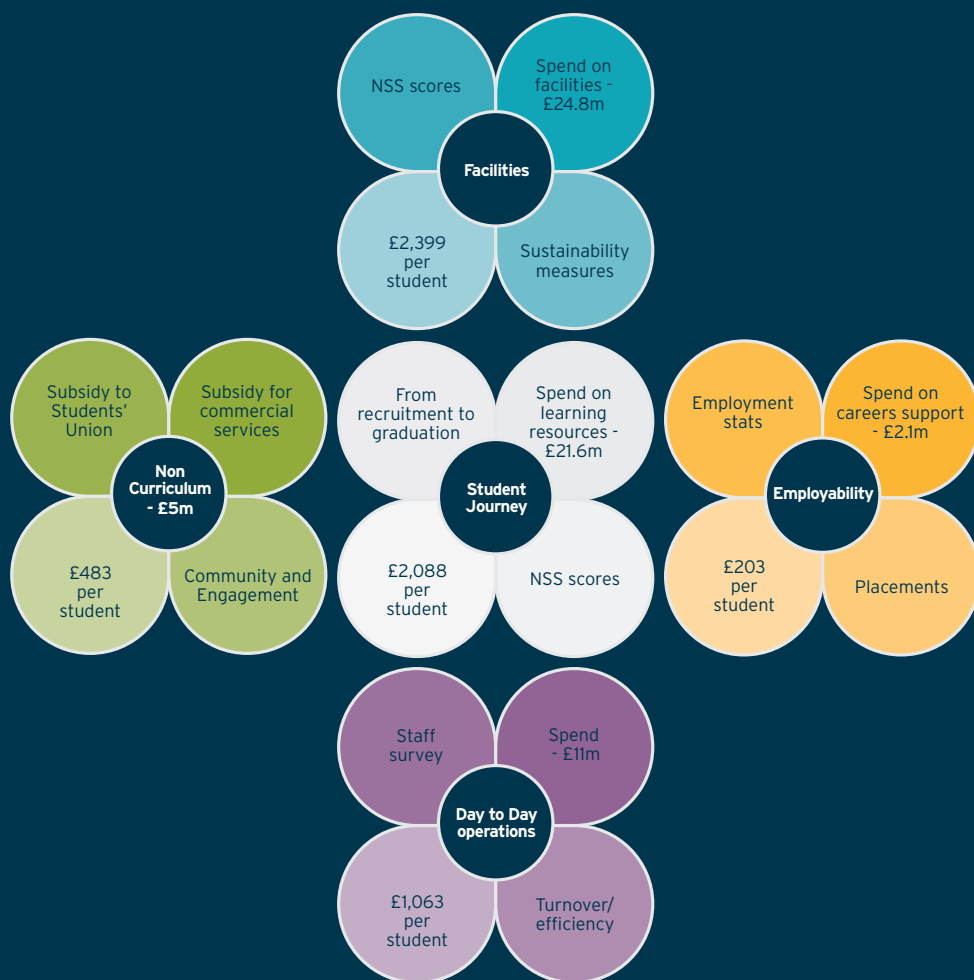 NSS scores
Spend on
facilities -
£24.8m
Facilities
£2,399
per
student
Sustainability
measures
Subsidy to
Students'
Union
Subsidy for
commercial
services
Non
Curriculum
- £5m
£483
per
student
Community and
Engagement
From
recruitment to
graduation
Spend on
learning
resources -
£21.6m
Student
Journey
£2,088
per
student
NSS scores
Employment
stats
Spend on
careers support
- £2.1m
Employability
£203
per
student
Placements
Staff
survey
Spend
- £11m
Day to Day
operations
£1,063
per
student
Turnover/
efficiency